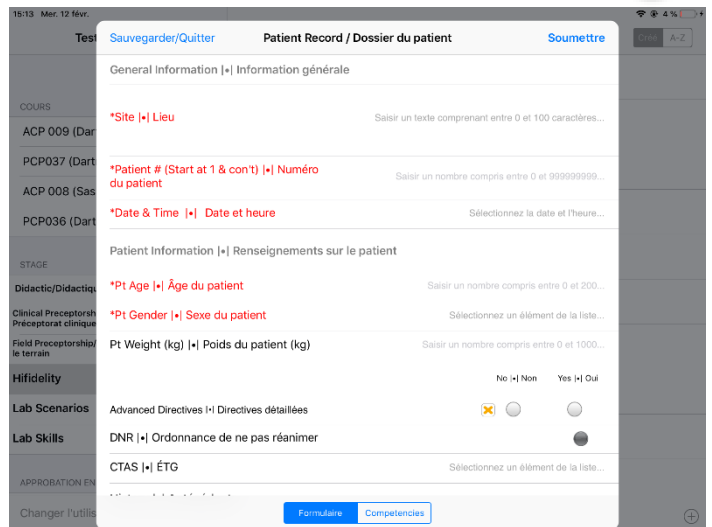 15:13 Mer. 12 févr.
4 %
Test
Sauvegarder/Quitter
Patient Record / Dossier du patient
Soumettre
Créé
A-Z
General Information |•| Information générale
COURS
*Site |•| Lieu
Saisir un texte comprenant entre 0 et 100 caractères...
ACP 009 (Dar
PCP037 (Dart
*Patient # (Start at 1 & con't) |•| Numéro
du patient
Saisir un nombre compris entre 0 et 999999999...
ACP 008 (Sas
*Date & Time |•| Date et heure
Sélectionnez la date et l'heure...
PCP036 (Dart
Patient Information |•| Renseignements sur le patient
STAGE
*Pt Age |•| Âge du patient
Saisir un nombre compris entre 0 et 200...
Didactic/Didactiqu
*Pt Gender |•| Sexe du patient
Sélectionnez un élément de la liste...
Clinical Preceptorsh
Préceptorat clinique
Field Preceptorship/
le terrain
Pt Weight (kg) |•| Poids du patient (kg)
Saisir un nombre compris entre 0 et 1000...
Hifidelity
No |•| Non
Yes |•| Oui
Lab Scenarios
Advanced Directives |•| Directives détaillées
Lab Skills
DNR |•| Ordonnance de ne pas réanimer
CTAS |•| ÉTG
Sélectionnez un élément de la liste...
APPROBATION EN
Changer l'utilis
Formulaire
Competencies